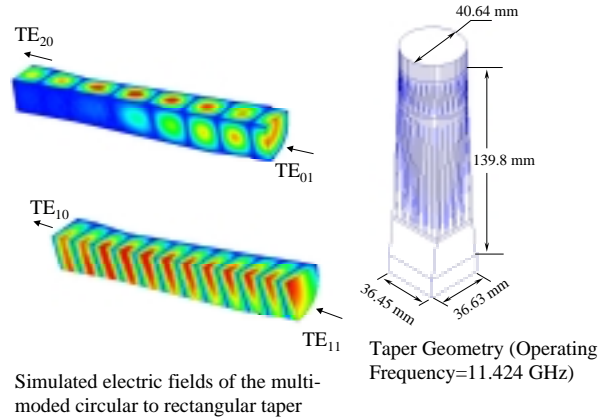 TE20
TE01
TE10
TE11
Simulated electric fields of the multi-
moded circular to rectangular taper
40.64 mm
139.8 mm
36.45 mm
36.63 mm
Taper Geometry (Operating
Frequency=11.424 GHz)